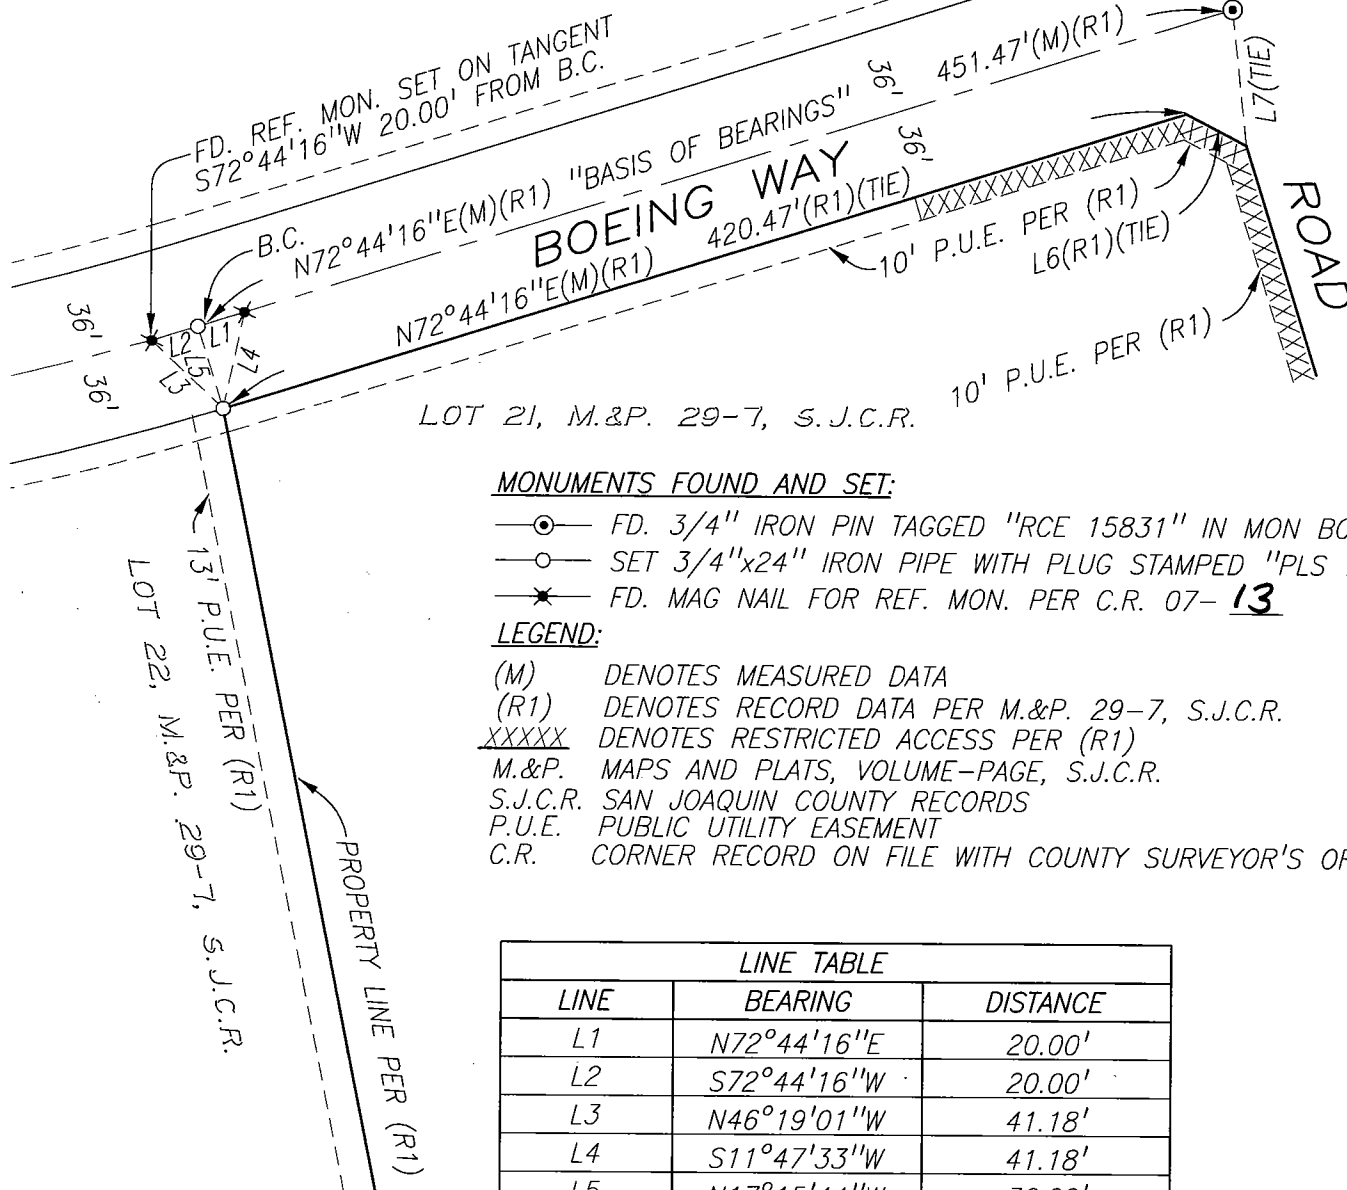 FD. REF. MON. SET ON TANGENT
S72°44'16"W 20.00' FROM B.C.
B.C.
N72°44'16"E(M)(R1) "BASIS OF BEARINGS"
36'
451.47'(M)(R1)
L7(TIE)
BOEING WAY
36'
N72°44'16"E(M)(R1)
420.47'(R1)(TIE)
10' P.U.E. PER (R1)
L6(R1)(TIE)
10' P.U.E. PER (R1)
ROAD
36'
36'
L2
L1
L3
L5
L4
LOT 21, M.&P. 29-7, S.J.C.R.
13' P.U.E. PER (R1)
LOT 22, M.&P. 29-7, S.J.C.R.
PROPERTY LINE PER (R1)
MONUMENTS FOUND AND SET:
FD. 3/4" IRON PIN TAGGED "RCE 15831" IN MON BO
SET 3/4"x24" IRON PIPE WITH PLUG STAMPED "PLS
FD. MAG NAIL FOR REF. MON. PER C.R. 07- 13
LEGEND:
(M) DENOTES MEASURED DATA
(R1) DENOTES RECORD DATA PER M.&P. 29-7, S.J.C.R.
XXXXX DENOTES RESTRICTED ACCESS PER (R1)
M.&P. MAPS AND PLATS, VOLUME-PAGE, S.J.C.R.
S.J.C.R. SAN JOAQUIN COUNTY RECORDS
P.U.E. PUBLIC UTILITY EASEMENT
C.R. CORNER RECORD ON FILE WITH COUNTY SURVEYOR'S
LINE TABLE
LINE BEARING DISTANCE
L1 N72°44'16"E 20.00'
L2 S72°44'16"W 20.00'
L3 N46°19'01"W 41.18'
L4 S11°47'33"W 41.18'
L5